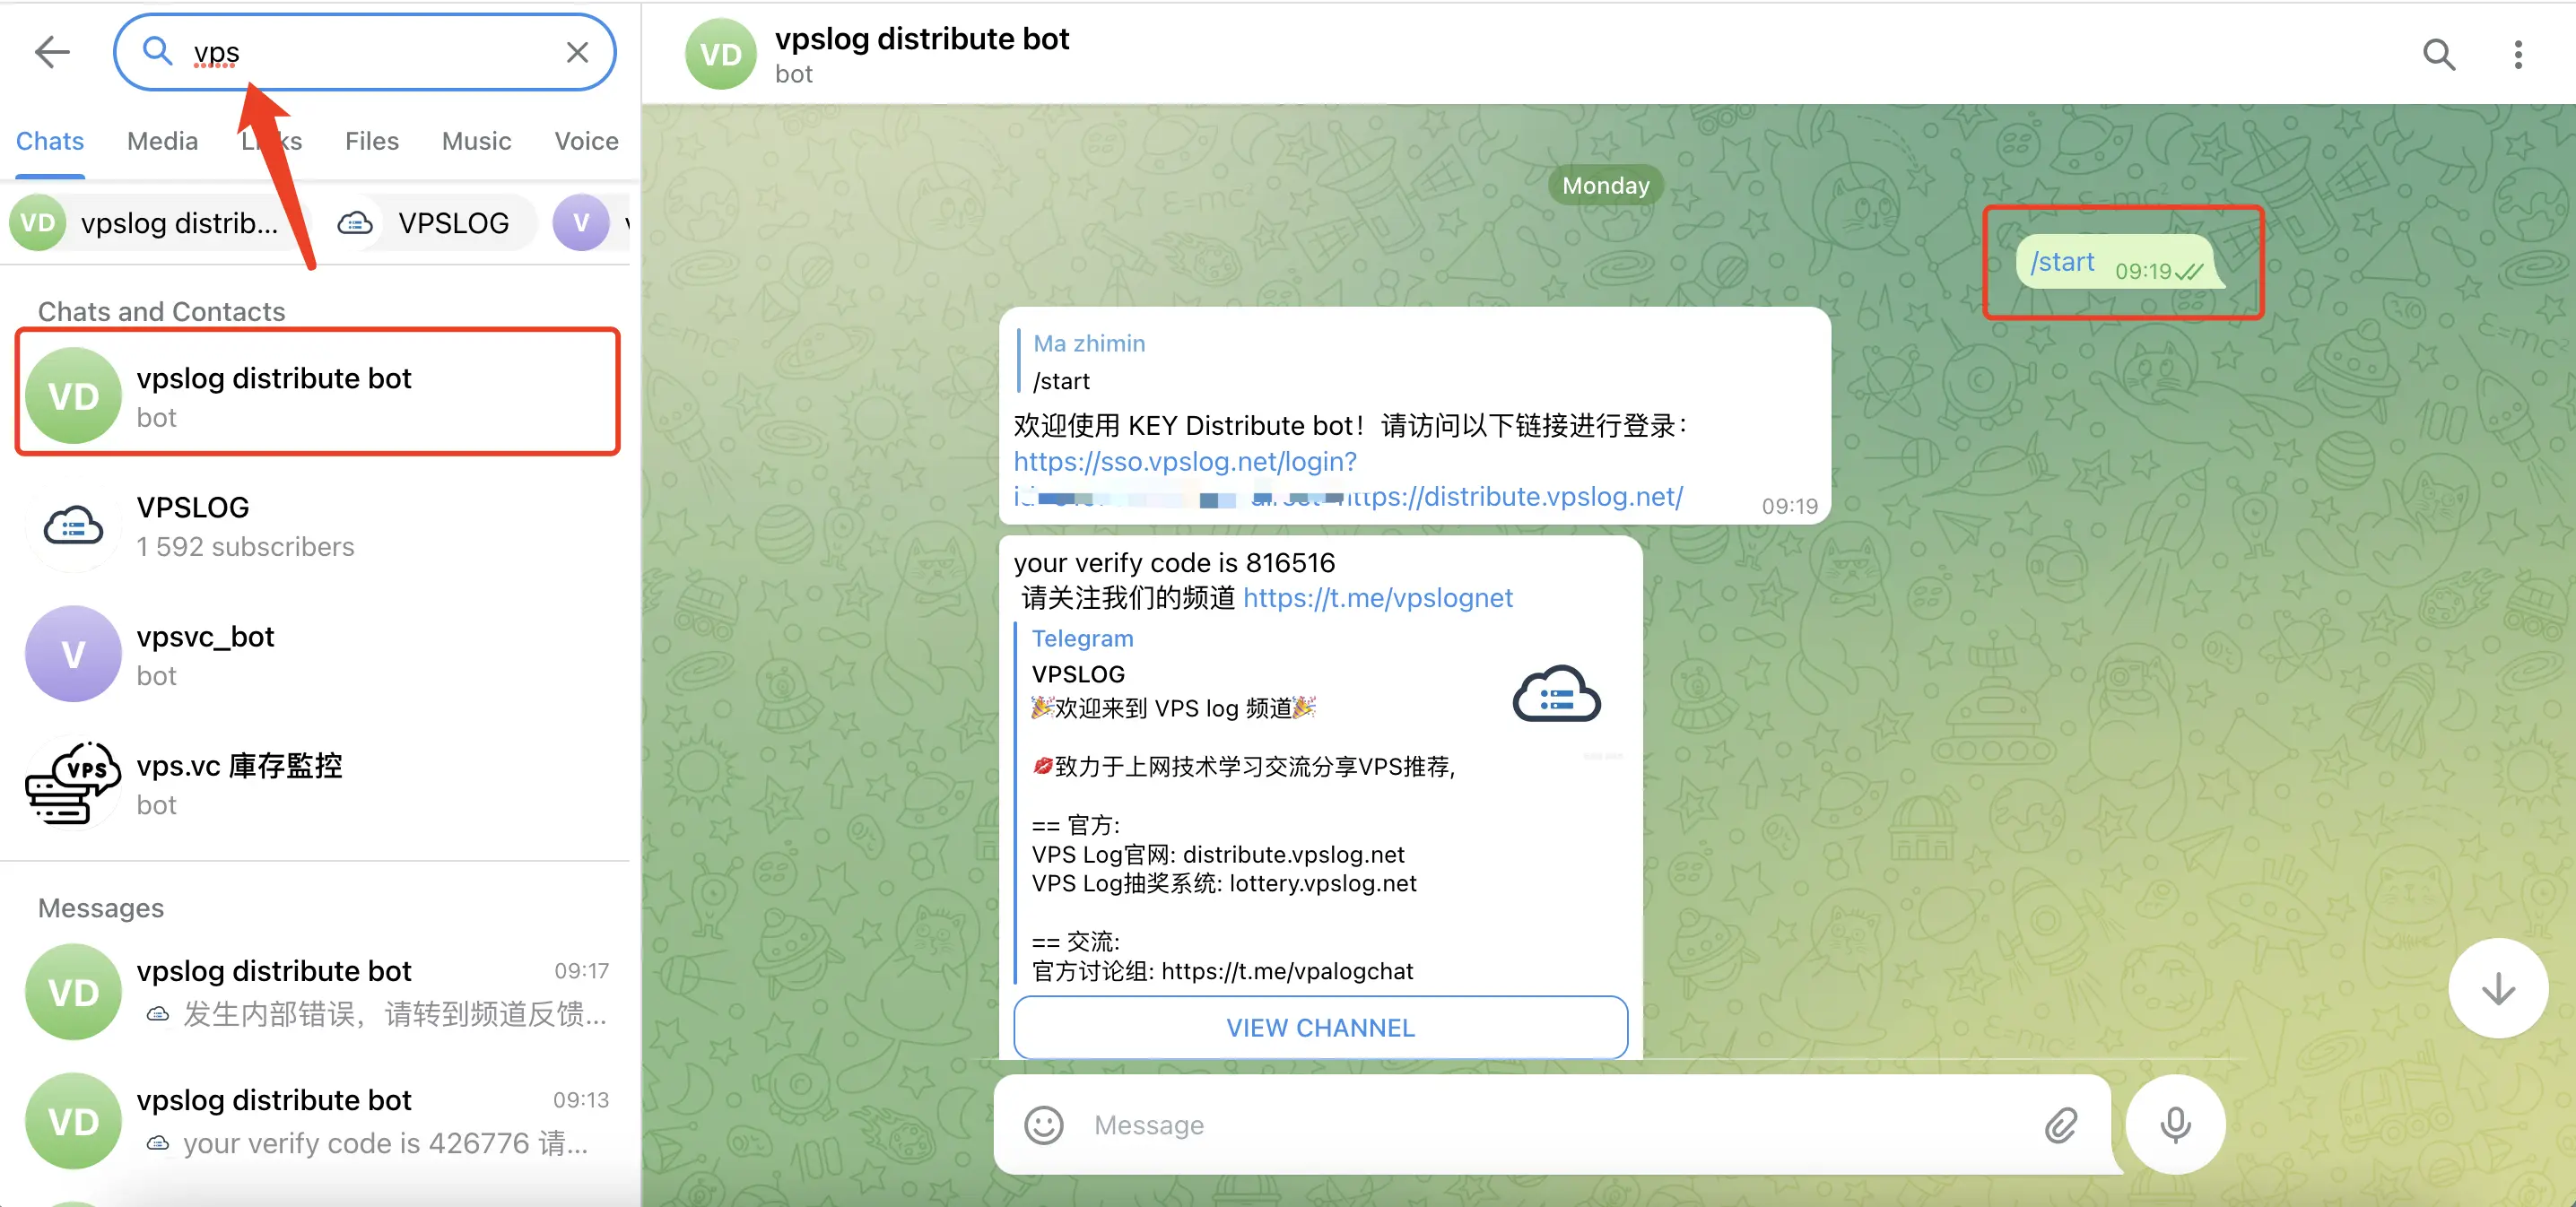 vps
Chats Media Links Files Music Voice
VD vpslog distrib... VPSLOG V
Chats and Contacts
VD
vpslog distribute bot
bot
VPSLOG
1 592 subscribers
V
vpsvc_bot
bot
VPS
vps.vc 庫存監控
bot
Messages
VD
vpslog distribute bot 09:17
发生内部错误，请转到频道反馈...
VD
vpslog distribute bot 09:13
your verify code is 426776 请...
VD
vpslog distribute bot
bot
Monday
/start 09:19
Ma zhimin
/start
欢迎使用 KEY Distribute bot！请访问以下链接进行登录：
https://sso.vpslog.net/login?
https://distribute.vpslog.net/ 09:19
your verify code is 816516
请关注我们的频道 https://t.me/vpslognet
Telegram
VPSLOG
🎉欢迎来到 VPS log 频道🎉
💋致力于上网技术学习交流分享VPS推荐,
== 官方:
VPS Log官网: distribute.vpslog.net
VPS Log抽奖系统: lottery.vpslog.net
== 交流:
官方讨论组: https://t.me/vpalogchat
VIEW CHANNEL
Message